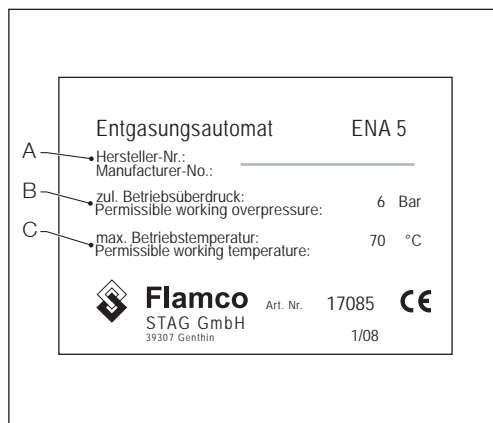 Entgasungsautomat ENA 5
A Hersteller-Nr.:
Manufacturer-No.:
B zul. Betriebsüberdruck:
Permissible working overpressure: 6 Bar
C max. Betriebstemperatur:
Permissible working temperature: 70 °C
Flamco Art. Nr. 17085 CE
STAG GmbH
39307 Genthin 1/08